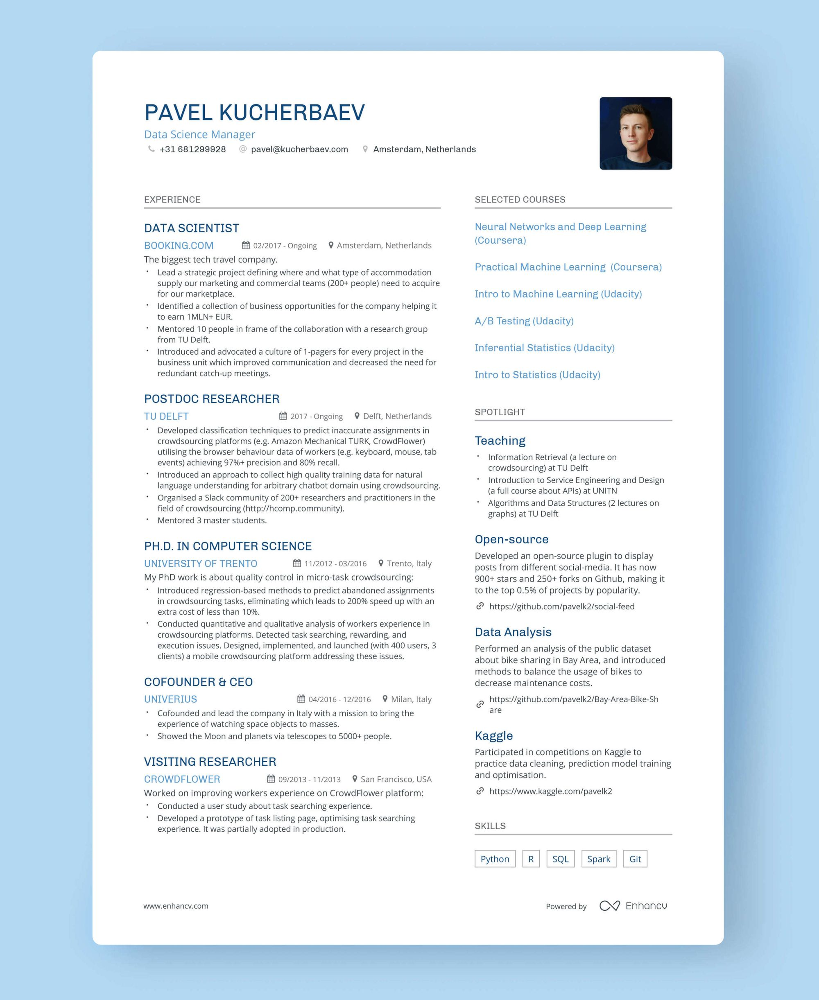 PAVEL KUCHERBAEV
Data Science Manager
+31 681299928 @ pavel@kucherbaev.com Amsterdam, Netherlands
EXPERIENCE
DATA SCIENTIST
BOOKING.COM 02/2017 - Ongoing Amsterdam, Netherlands
The biggest tech travel company.
· Lead a strategic project defining where and what type of accommodation
supply our marketing and commercial teams (200+ people) need to acquire
for our marketplace.
· Identified a collection of business opportunities for the company helping it
to earn 1MLN+ EUR.
· Mentored 10 people in frame of the collaboration with a research group
from TU Delft.
· Introduced and advocated a culture of 1-pagers for every project in the
business unit which improved communication and decreased the need for
redundant catch-up meetings.
POSTDOC RESEARCHER
TU DELFT 2017 - Ongoing Delft, Netherlands
· Developed classification techniques to predict inaccurate assignments in
crowdsourcing platforms (e.g. Amazon Mechanical TURK, CrowdFlower)
utilising the browser behaviour data of workers (e.g. keyboard, mouse, tab
events) achieving 97%+ precision and 80% recall.
· Introduced an approach to collect high quality training data for natural
language understanding for arbitrary chatbot domain using crowdsourcing.
· Organised a Slack community of 200+ researchers and practitioners in the
field of crowdsourcing (http://hcomp.community).
· Mentored 3 master students.
PH.D. IN COMPUTER SCIENCE
UNIVERSITY OF TRENTO 11/2012 - 03/2016 Trento, Italy
My PhD work is about quality control in micro-task crowdsourcing:
· Introduced regression-based methods to predict abandoned assignments
in crowdsourcing tasks, eliminating which leads to 200% speed up with an
extra cost of less than 10%.
· Conducted quantitative and qualitative analysis of workers experience in
crowdsourcing platforms. Detected task searching, rewarding, and
execution issues. Designed, implemented, and launched (with 400 users, 3
clients) a mobile crowdsourcing platform addressing these issues.
COFOUNDER & CEO
UNIVERIUS 04/2016 - 12/2016 Milan, Italy
· Cofounded and lead the company in Italy with a mission to bring the
experience of watching space objects to masses.
· Showed the Moon and planets via telescopes to 5000+ people.
VISITING RESEARCHER
CROWDFLOWER 09/2013 - 11/2013 San Francisco, USA
Worked on improving workers experience on CrowdFlower platform:
· Conducted a user study about task searching experience.
· Developed a prototype of task listing page, optimising task searching
experience. It was partially adopted in production.
SELECTED COURSES
Neural Networks and Deep Learning
(Coursera)
Practical Machine Learning (Coursera)
Intro to Machine Learning (Udacity)
A/B Testing (Udacity)
Inferential Statistics (Udacity)
Intro to Statistics (Udacity)
SPOTLIGHT
Teaching
· Information Retrieval (a lecture on
crowdsourcing) at TU Delft
· Introduction to Service Engineering and Design
(a full course about APIs) at UNITN
· Algorithms and Data Structures (2 lectures on
graphs) at TU Delft
Open-source
Developed an open-source plugin to display
posts from different social-media. It has now
900+ stars and 250+ forks on Github, making it
to the top 0.5% of projects by popularity.
https://github.com/pavelk2/social-feed
Data Analysis
Performed an analysis of the public dataset
about bike sharing in Bay Area, and introduced
methods to balance the usage of bikes to
decrease maintenance costs.
https://github.com/pavelk2/Bay-Area-Bike-Sh
are
Kaggle
Participated in competitions on Kaggle to
practice data cleaning, prediction model training
and optimisation.
https://www.kaggle.com/pavelk2
SKILLS
Python R SQL Spark Git
www.enhancv.com
Powered by Enhancv